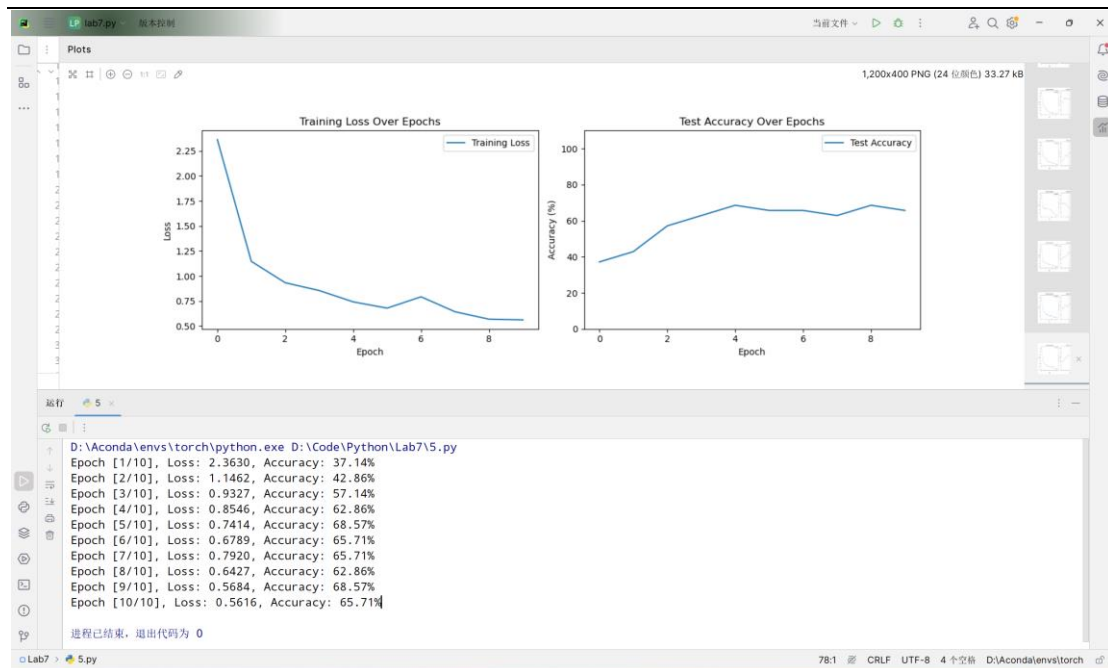 LP lab7.py 版本控制 当前文件
Plots
1:1 1,200x400 PNG (24 位颜色) 33.27 kB
Training Loss Over Epochs
Training Loss
2.25
2.00
1.75
1.50
1.25
1.00
0.75
0.50
Loss
0 2 4 6 8
Epoch
Test Accuracy Over Epochs
Test Accuracy
100
80
60
40
20
0
Accuracy (%)
0 2 4 6 8
Epoch
运行 5
D:\Aconda\envs\torch\python.exe D:\Code\Python\Lab7\5.py
Epoch [1/10], Loss: 2.3630, Accuracy: 37.14%
Epoch [2/10], Loss: 1.1462, Accuracy: 42.86%
Epoch [3/10], Loss: 0.9327, Accuracy: 57.14%
Epoch [4/10], Loss: 0.8546, Accuracy: 62.86%
Epoch [5/10], Loss: 0.7414, Accuracy: 68.57%
Epoch [6/10], Loss: 0.6789, Accuracy: 65.71%
Epoch [7/10], Loss: 0.7920, Accuracy: 65.71%
Epoch [8/10], Loss: 0.6427, Accuracy: 62.86%
Epoch [9/10], Loss: 0.5684, Accuracy: 68.57%
Epoch [10/10], Loss: 0.5616, Accuracy: 65.71%
进程已结束，退出代码为 0
Lab7 > 5.py 78:1 CRLF UTF-8 4 个空格 D:\Aconda\envs\torch